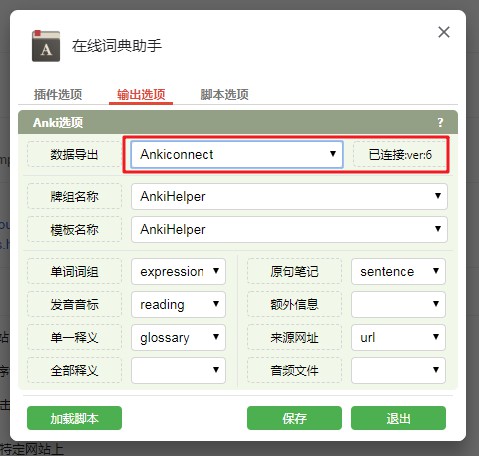 在线词典助手
插件选项 输出选项 脚本选项
Anki选项 ?
数据导出 Ankiconnect 已连接:ver:6
牌组名称 AnkiHelper
模板名称 AnkiHelper
单词词组 expression 原句笔记 sentence
发音音标 reading 额外信息
单一释义 glossary 来源网址 url
全部释义 音频文件
加载脚本 保存 退出
特定网站上